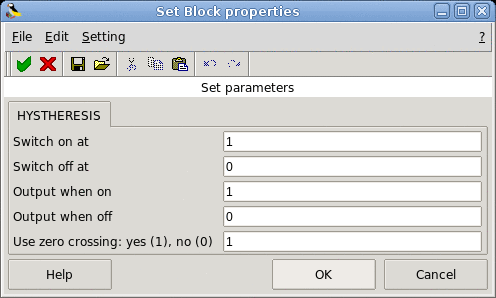 Set Block properties
File Edit Setting ?
Set parameters
HYSTHERESIS
Switch on at 1
Switch off at 0
Output when on 1
Output when off 0
Use zero crossing: yes (1), no (0) 1
Help OK Cancel